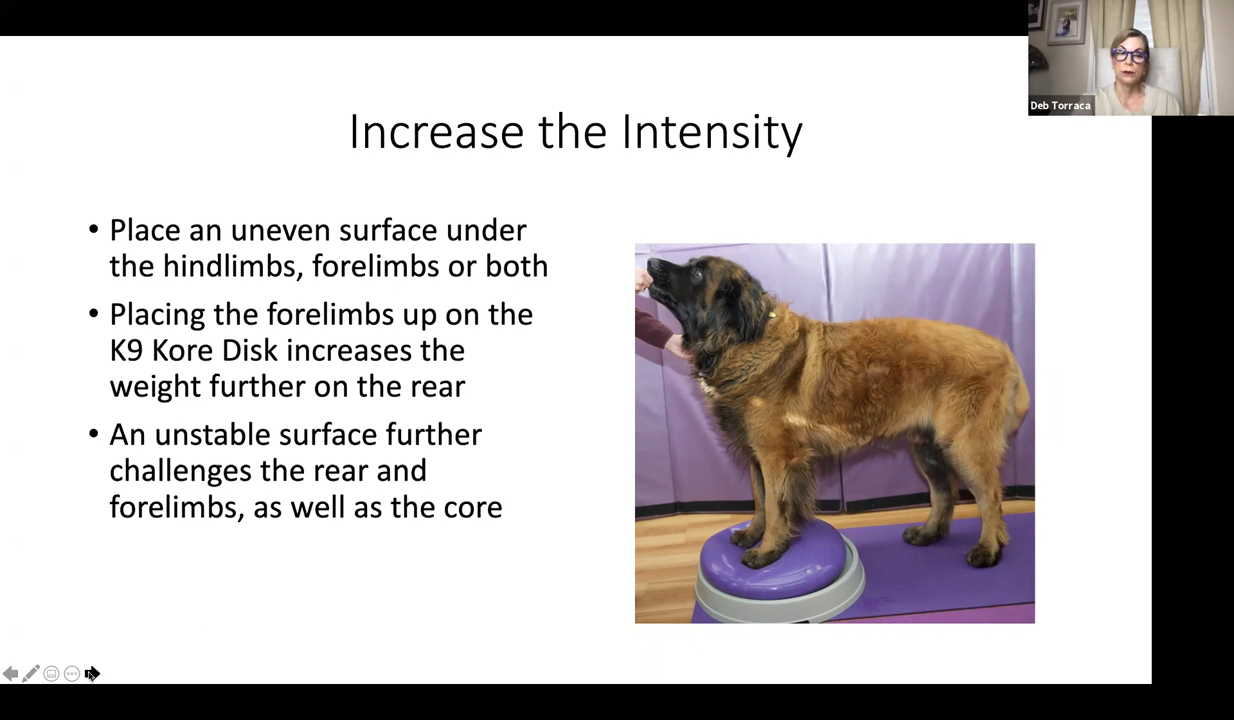 Deb Torraca
Increase the Intensity
• Place an uneven surface under
the hindlimbs, forelimbs or both
• Placing the forelimbs up on the
K9 Kore Disk increases the
weight further on the rear
• An unstable surface further
challenges the rear and
forelimbs, as well as the core